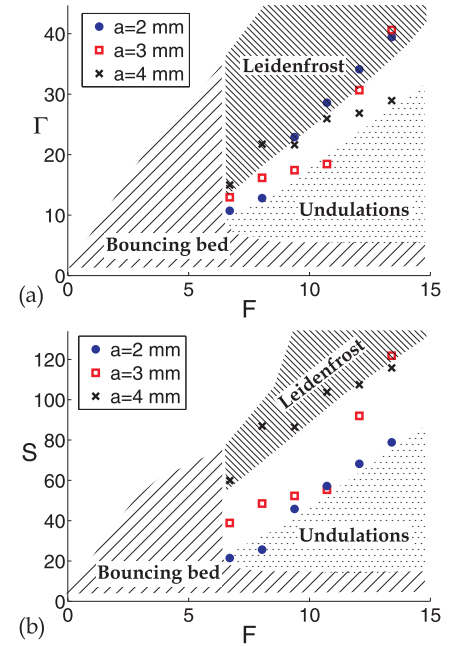 40
30
20
10
0
Γ
a=2 mm
a=3 mm
a=4 mm
Leidenfrost
Undulations
Bouncing bed
0 5 10 15
(a)
F
120
100
80
60
40
20
0
S
a=2 mm
a=3 mm
a=4 mm
Leidenfrost
Undulations
Bouncing bed
0 5 10 15
(b)
F